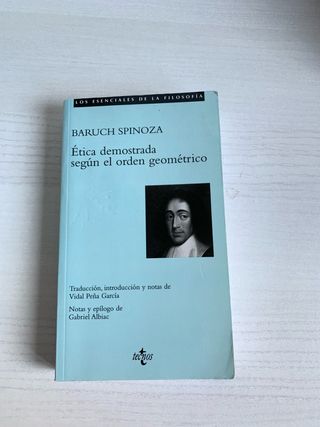 LOS ESENCIALES DE LA FILOSOFÍA
BARUCH SPINOZA
Ética demostrada
según el orden geométrico
Traducción, introducción y notas de
Vidal Peña García
Notas y epílogo de
Gabriel Albiac
tecnos